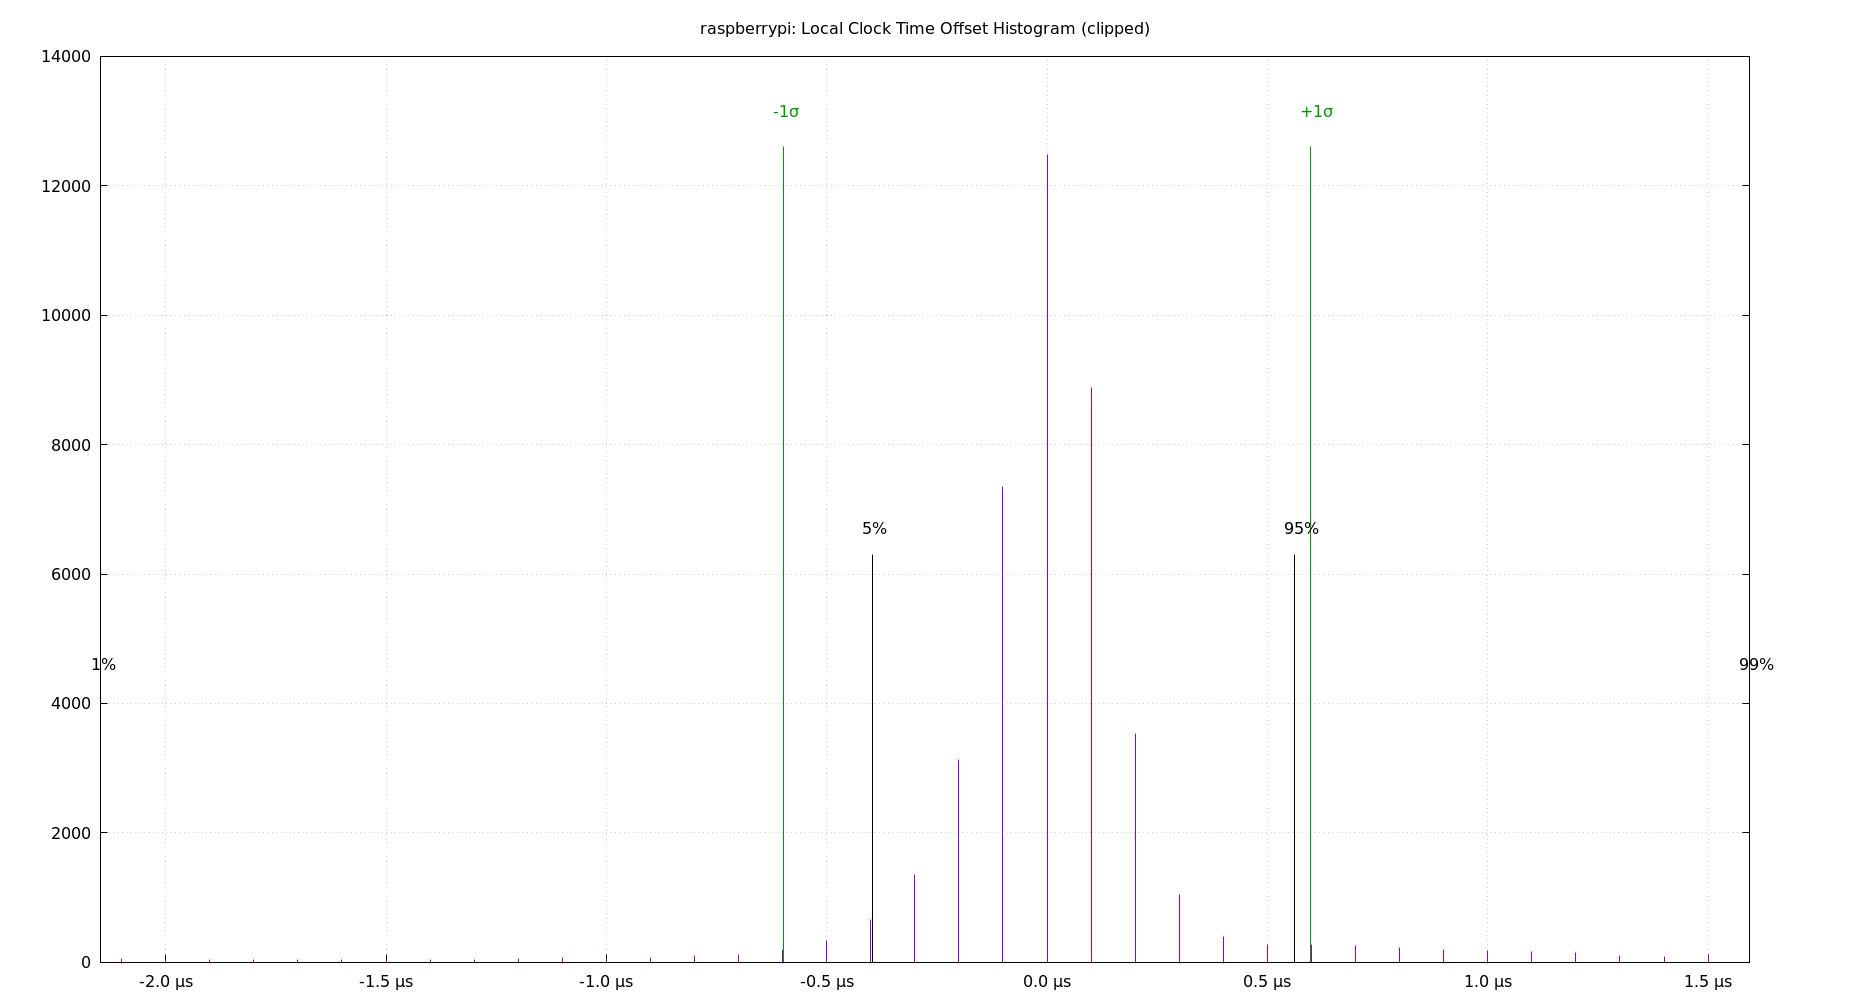 raspberrypi: Local Clock Time Offset Histogram (clipped)
14000
-1σ
+1σ
12000
10000
8000
5%
95%
6000
1%
99%
4000
2000
0
-2.0 µs
-1.5 µs
-1.0 µs
-0.5 µs
0.0 µs
0.5 µs
1.0 µs
1.5 µs